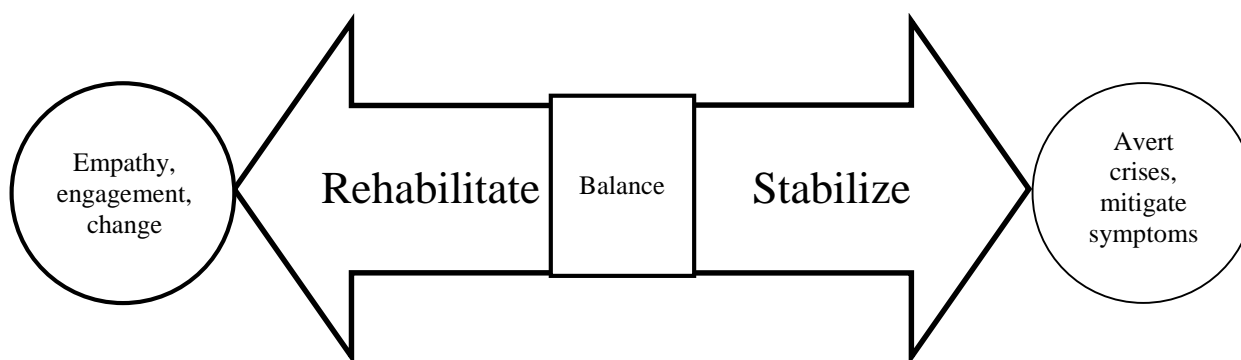 Empathy,
engagement,
change
Rehabilitate
Balance
Stabilize
Avert
crises,
mitigate
symptoms